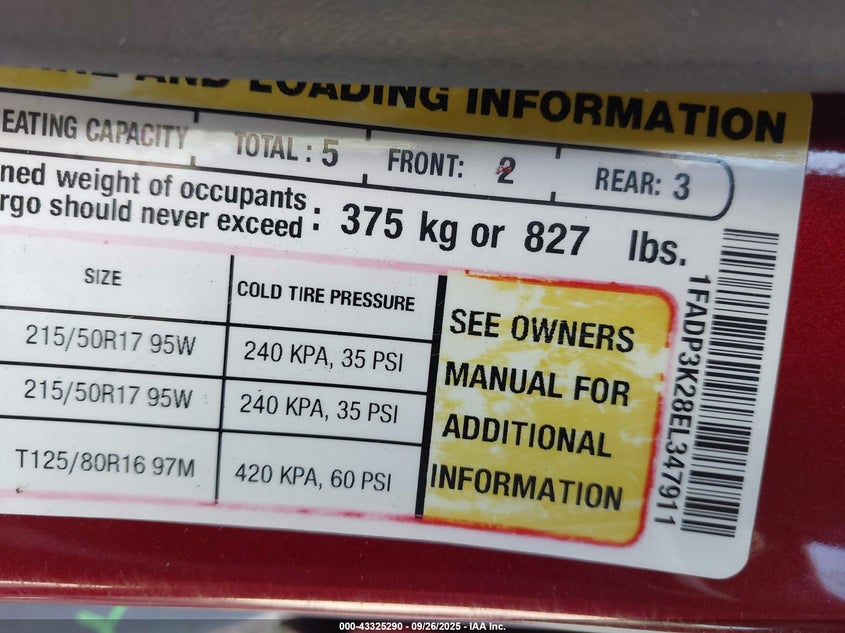 AND LOADING INFORMATION
EATING CAPACITY TOTAL : 5 FRONT: 2 REAR: 3
ned weight of occupants
rgo should never exceed : 375 kg or 827 lbs.
SIZE COLD TIRE PRESSURE
215/50R17 95W 240 KPA, 35 PSI
215/50R17 95W 240 KPA, 35 PSI
T125/80R16 97M 420 KPA, 60 PSI
SEE OWNERS
MANUAL FOR
ADDITIONAL
INFORMATION
1FADP3K28EL347911
000-43325290 - 09/26/2025 - IAA Inc.